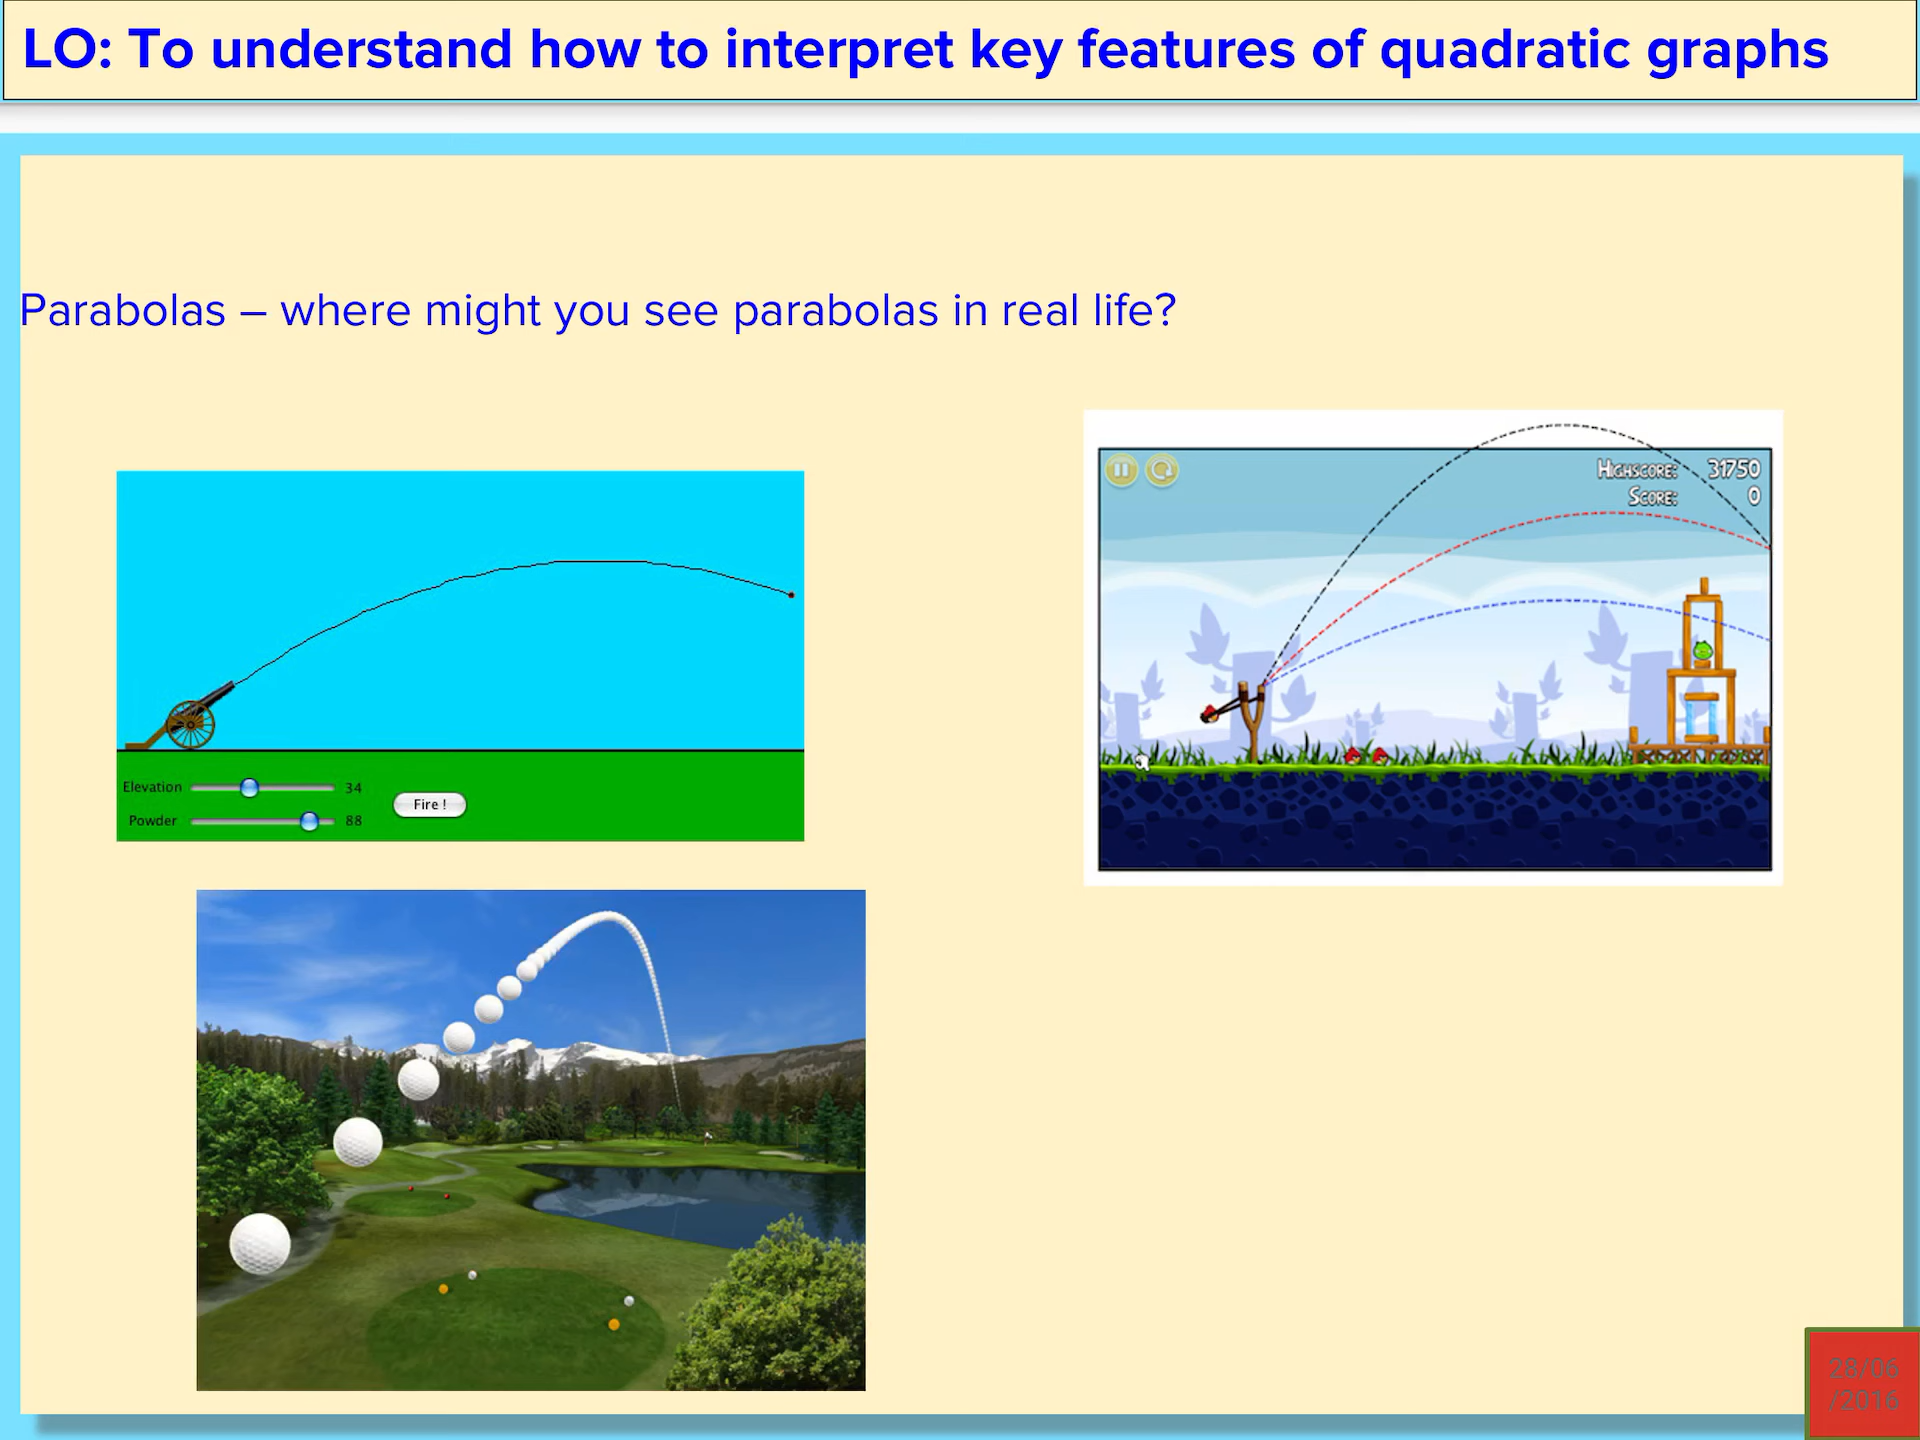 LO: To understand how to interpret key features of quadratic graphs
Parabolas – where might you see parabolas in real life?
HIGHSCORE: 31750
SCORE: 0
Elevation 34
Fire !
Powder 88
28/06
/2016